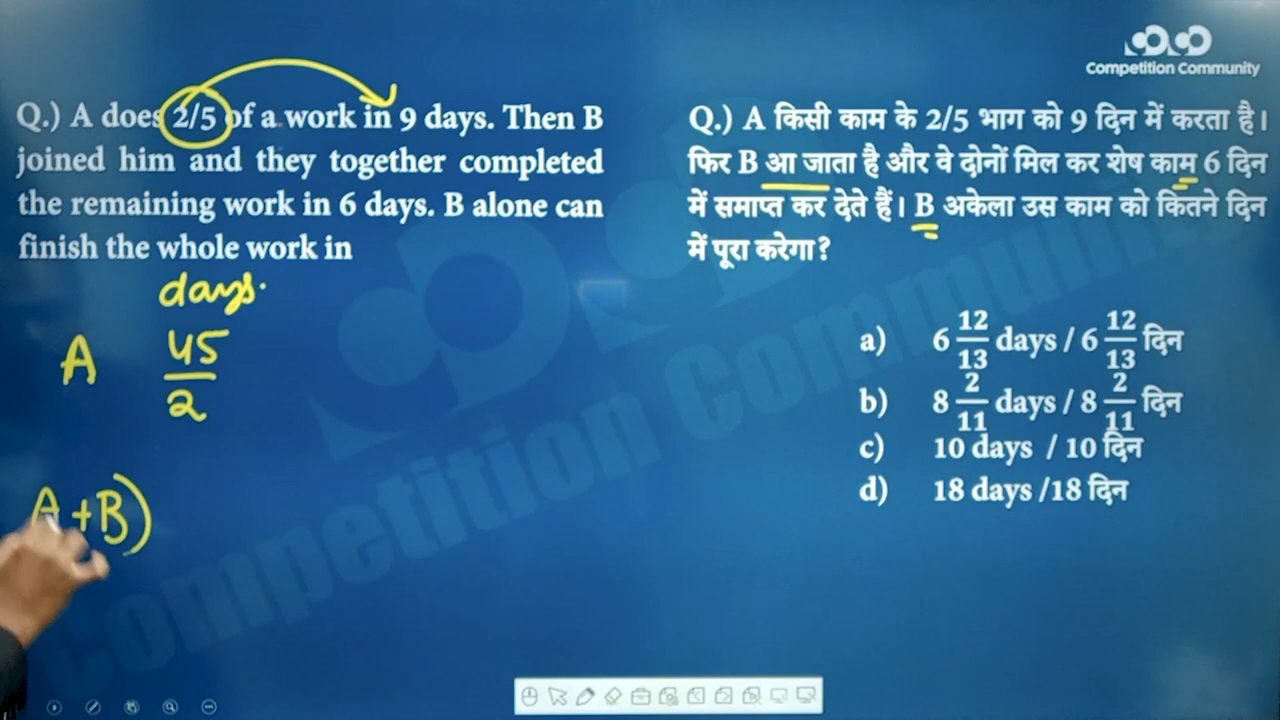 Competition Community
Q.) A does 2/5 of a work in 9 days. Then B
joined him and they together completed
the remaining work in 6 days. B alone can
finish the whole work in
days.
A 45/2
A+B)
Q.) A किसी काम के 2/5 भाग को 9 दिन में करता है।
फिर B आ जाता है और वे दोनों मिल कर शेष काम 6 दिन
में समाप्त कर देते हैं। B अकेला उस काम को कितने दिन
में पूरा करेगा?
a) 6 12/13 days / 6 12/13 दिन
b) 8 2/11 days / 8 2/11 दिन
c) 10 days / 10 दिन
d) 18 days /18 दिन
Competition Community